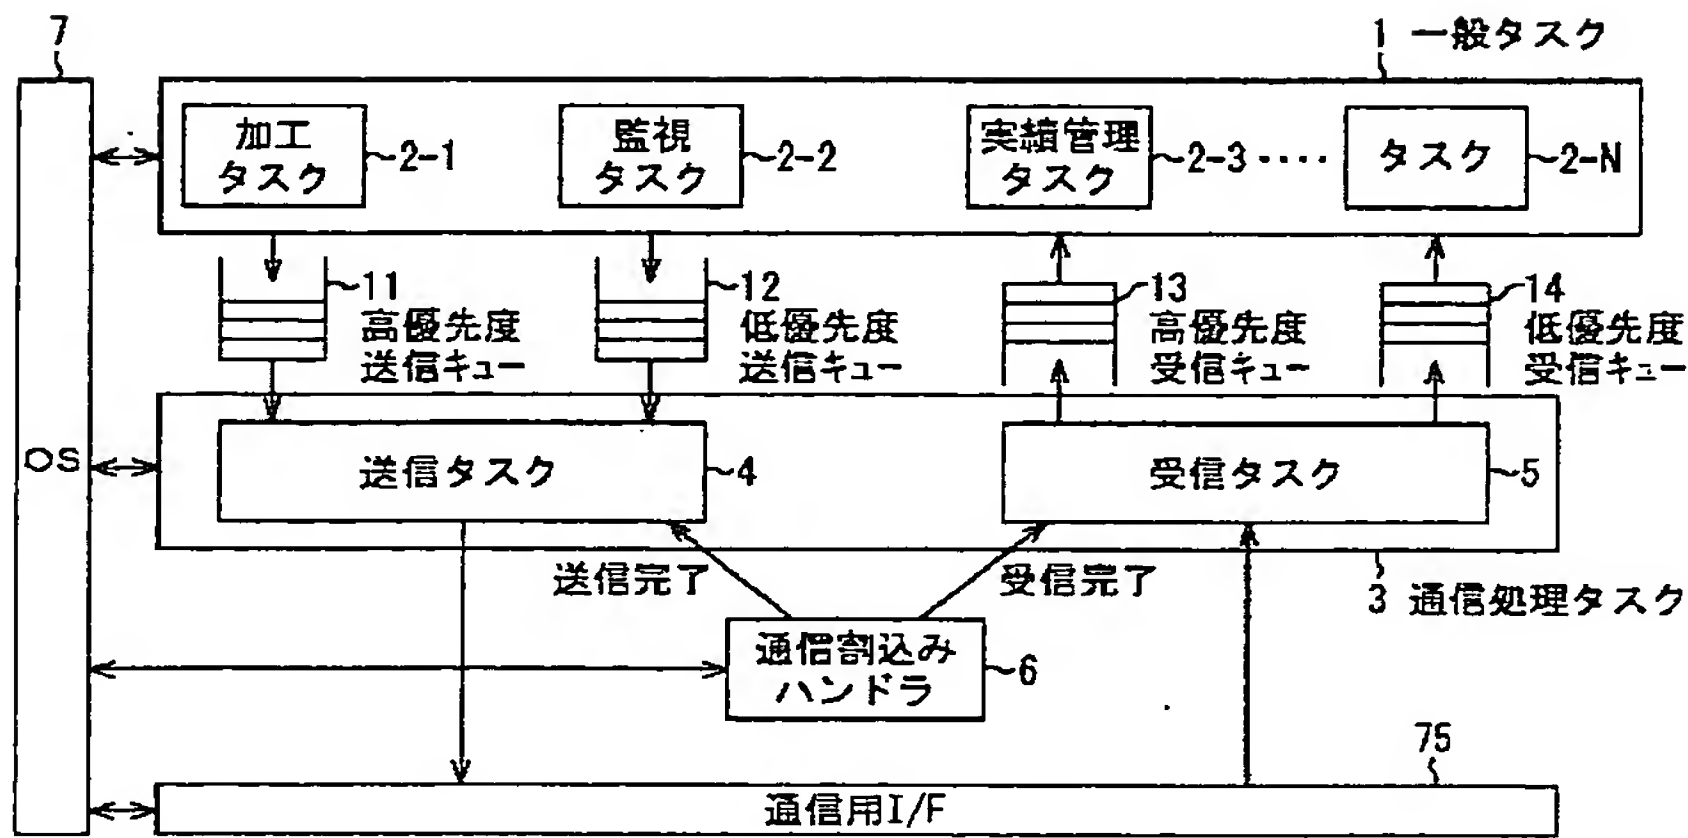 7
1 一般タスク
加工
タスク
2-1
監視
タスク
2-2
実績管理
タスク
2-3 ····
タスク
2-N
11
高優先度
送信キュー
12
低優先度
送信キュー
13
高優先度
受信キュー
14
低優先度
受信キュー
OS
送信タスク
4
受信タスク
5
送信完了
受信完了
3 通信処理タスク
通信割込み
ハンドラ
6
75
通信用I/F